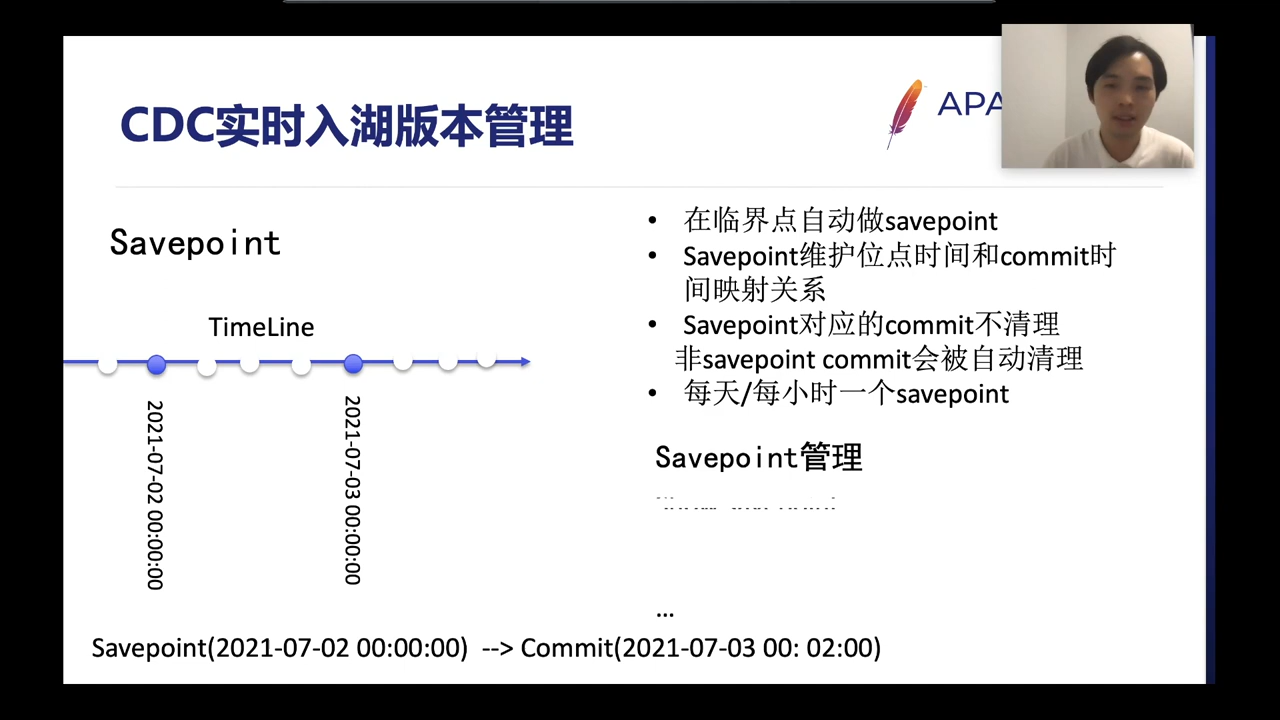 CDC实时入湖版本管理
APA
Savepoint
TimeLine
2021-07-02 00:00:00
2021-07-03 00:00:00
• 在临界点自动做savepoint
• Savepoint维护位点时间和commit时
间映射关系
• Savepoint对应的commit不清理
非savepoint commit会被自动清理
• 每天/每小时一个savepoint
Savepoint管理
...
Savepoint(2021-07-02 00:00:00) --> Commit(2021-07-03 00: 02:00)